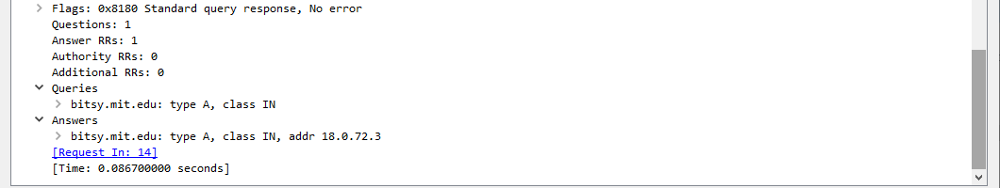 Flags: 0x8180 Standard query response, No error
Questions: 1
Answer RRs: 1
Authority RRs: 0
Additional RRs: 0
Queries
bitsy.mit.edu: type A, class IN
Answers
bitsy.mit.edu: type A, class IN, addr 18.0.72.3
[Request In: 14]
[Time: 0.086700000 seconds]